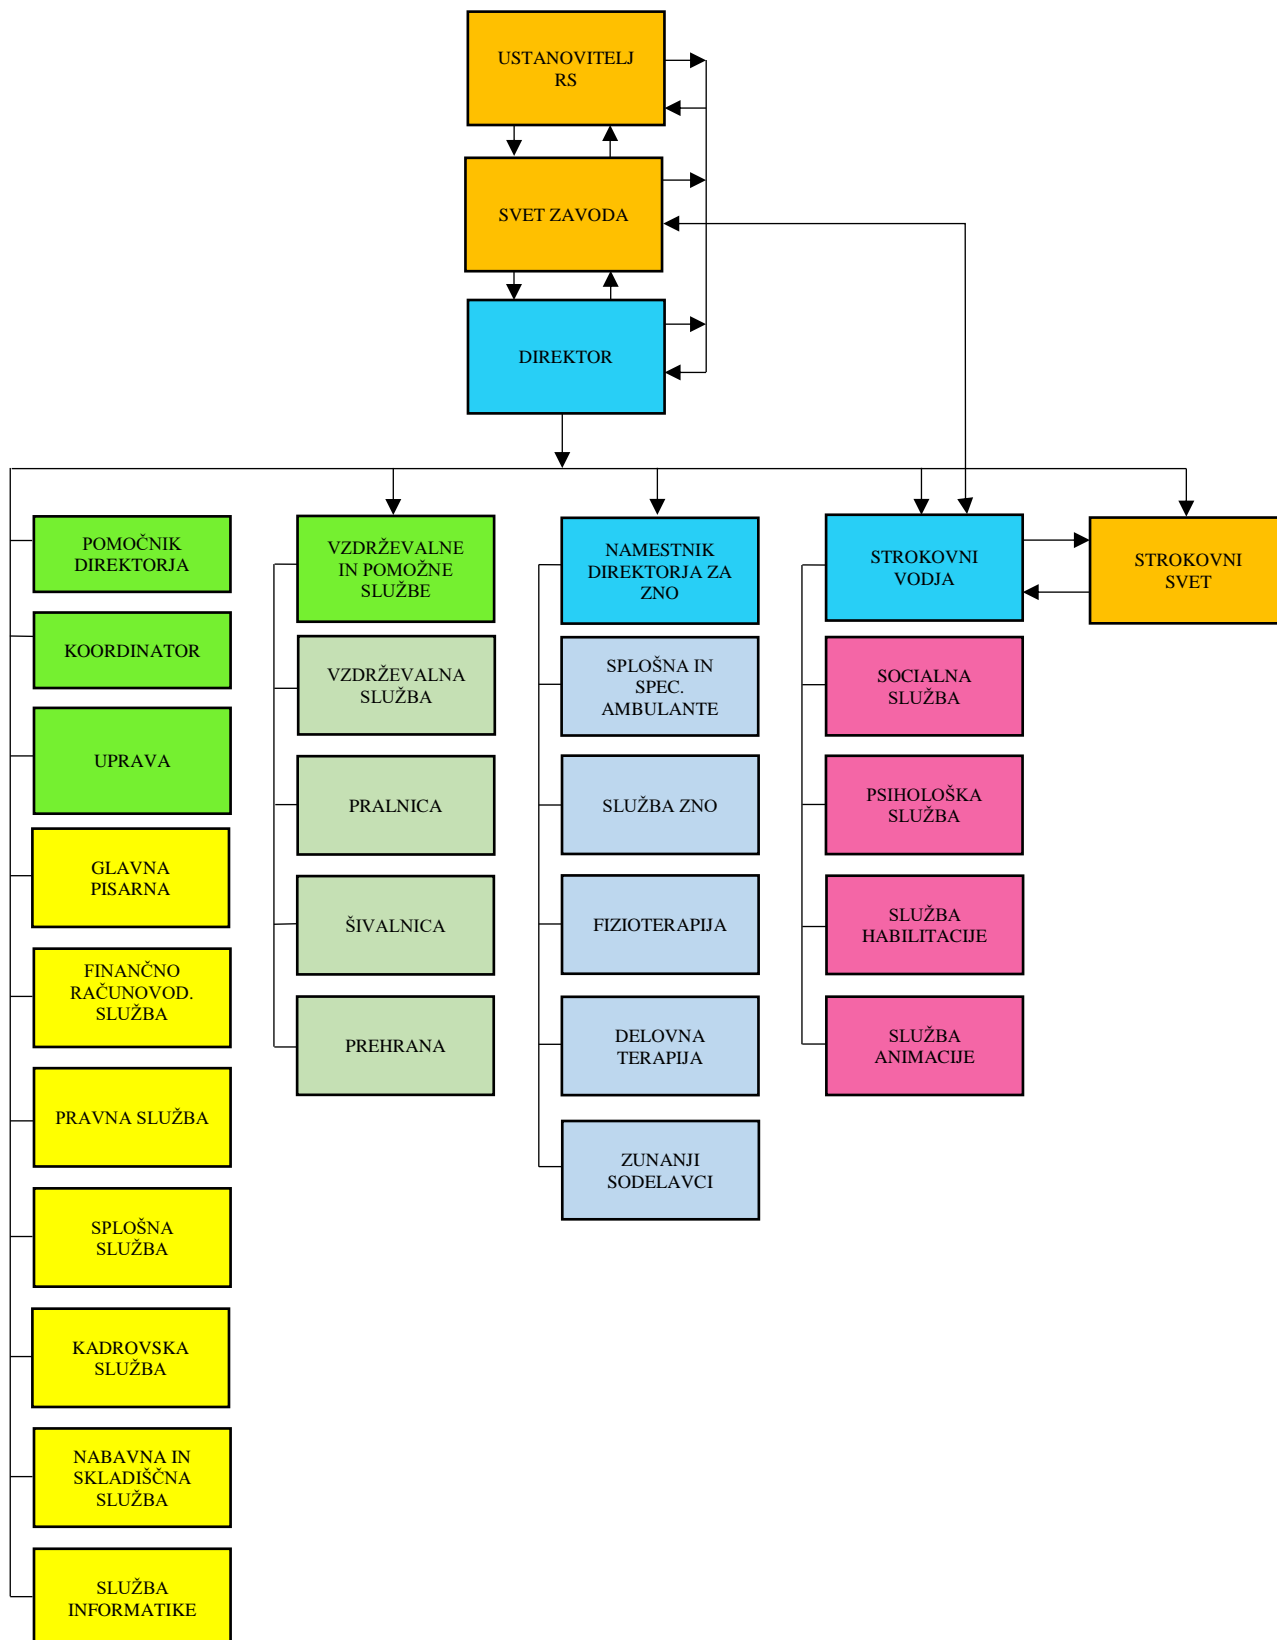 USTANOVITELJ
RS
SVET ZAVODA
DIREKTOR
POMOČNIK
DIREKTORJA
KOORDINATOR
UPRAVA
GLAVNA
PISARNA
FINANČNO
RAČUNOVOD.
SLUŽBA
PRAVNA SLUŽBA
SPLOŠNA
SLUŽBA
KADROVSKA
SLUŽBA
NABAVNA IN
SKLADIŠČNA
SLUŽBA
SLUŽBA
INFORMATIKE
VZDRŽEVALNE
IN POMOŽNE
SLUŽBE
VZDRŽEVALNA
SLUŽBA
PRALNICA
ŠIVALNICA
PREHRANA
NAMESTNIK
DIREKTORJA ZA
ZNO
SPLOŠNA IN
SPEC.
AMBULANTE
SLUŽBA ZNO
FIZIOTERAPIJA
DELOVNA
TERAPIJA
ZUNANJI
SODELAVCI
STROKOVNI
VODJA
SOCIALNA
SLUŽBA
PSIHOLOŠKA
SLUŽBA
SLUŽBA
HABILITACIJE
SLUŽBA
ANIMACIJE
STROKOVNI
SVET